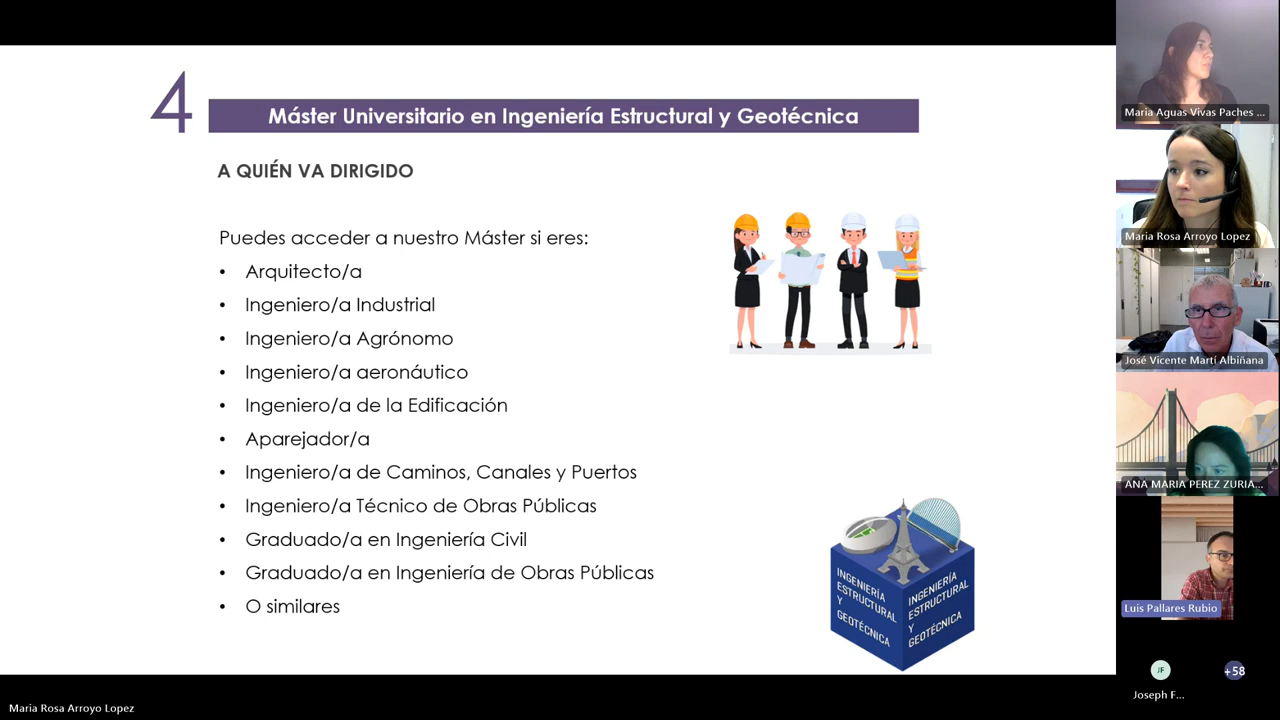 4
Máster Universitario en Ingeniería Estructural y Geotécnica
A QUIÉN VA DIRIGIDO
Puedes acceder a nuestro Máster si eres:
• Arquitecto/a
• Ingeniero/a Industrial
• Ingeniero/a Agrónomo
• Ingeniero/a aeronáutico
• Ingeniero/a de la Edificación
• Aparejador/a
• Ingeniero/a de Caminos, Canales y Puertos
• Ingeniero/a Técnico de Obras Públicas
• Graduado/a en Ingeniería Civil
• Graduado/a en Ingeniería de Obras Públicas
• O similares
INGENIERÍA
ESTRUCTURAL
Y
GEOTÉCNICA
INGENIERÍA
ESTRUCTURAL
Y
GEOTÉCNICA
Maria Aguas Vivas Paches ...
Maria Rosa Arroyo Lopez
José Vicente Martí Albiñana
ANA MARIA PEREZ ZURIA...
Luis Pallares Rubio
JF
+58
Joseph F...
Maria Rosa Arroyo Lopez